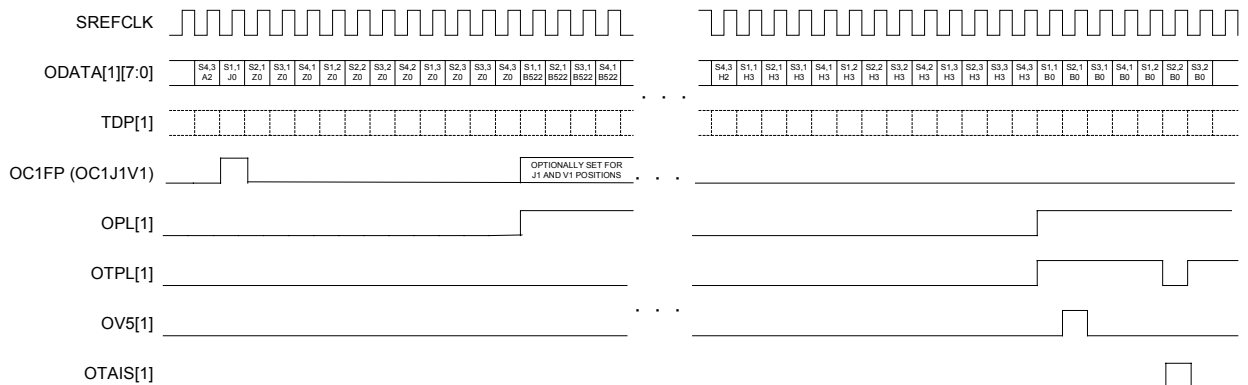 SREFCLK
ODATA[1][7:0]
S4,3 S1,1 S2,1 S3,1 S4,1 S1,2 S2,2 S3,2 S4,2 S1,3 S2,3 S3,3 S4,3 S1,1 S2,1 S3,1 S4,1
A2 J0 Z0 Z0 Z0 Z0 Z0 Z0 Z0 Z0 Z0 Z0 Z0 B522 B522 B522 B522
. . .
S4,3 S1,1 S2,1 S3,1 S4,1 S1,2 S2,2 S3,2 S4,2 S1,3 S2,3 S3,3 S4,3 S1,1 S2,1 S3,1 S4,1 S1,2 S2,2 S3,2
H2 H3 H3 H3 H3 H3 H3 H3 H3 H3 H3 H3 H3 B0 B0 B0 B0 B0 B0 B0
TDP[1]
OC1FP (OC1J1V1)
OPTIONALLY SET FOR
J1 AND V1 POSITIONS
. . .
OPL[1]
OTPL[1]
OV5[1]
. . .
OTAIS[1]